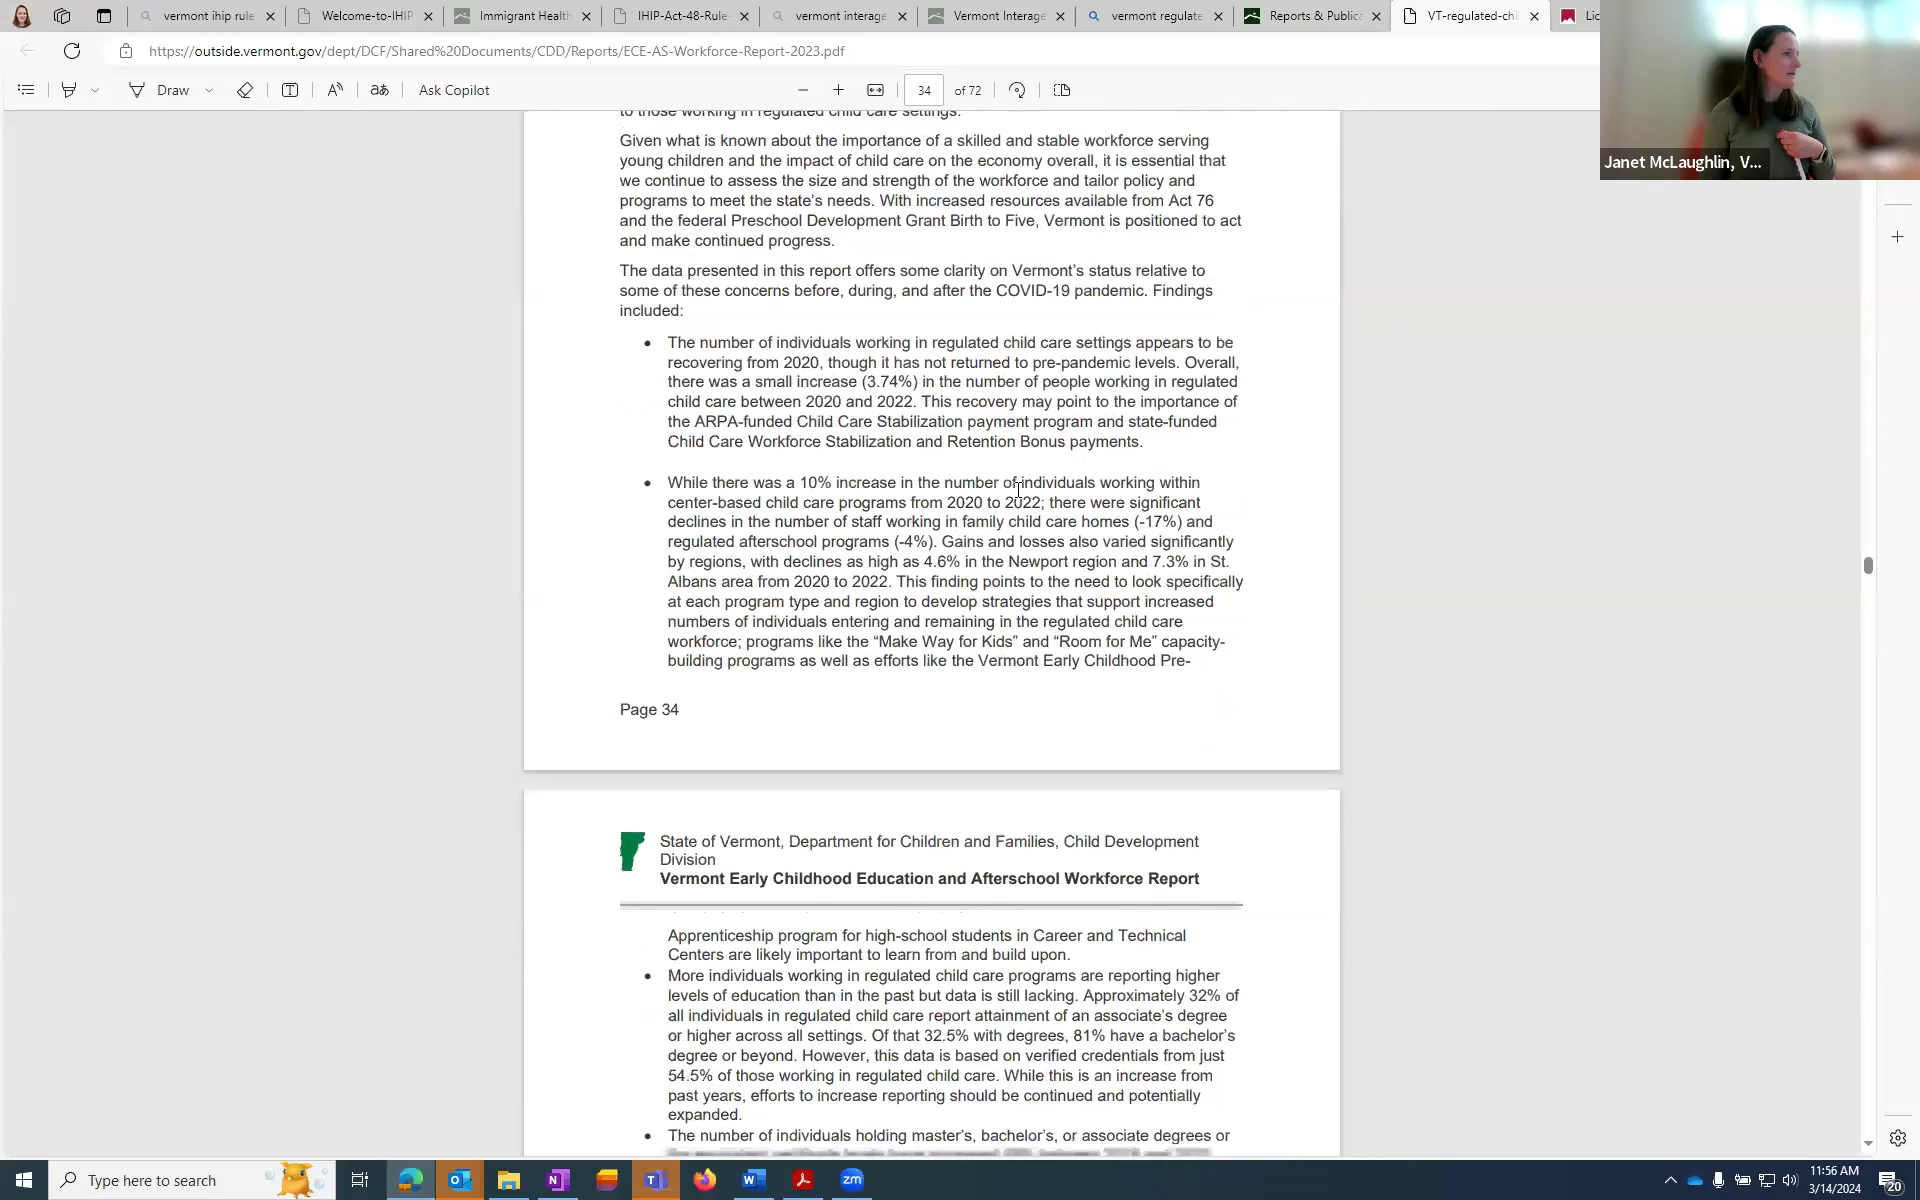 vermont ihip rule
Welcome-to-IHIP
Immigrant Health
IHIP-Act-48-Rule-
vermont interage
Vermont Interage
vermont regulate
Reports & Publica
VT-regulated-chi
Lic
https://outside.vermont.gov/dept/DCF/Shared%20Documents/CDD/Reports/ECE-AS-Workforce-Report-2023.pdf
Draw
Ask Copilot
34
of 72
Janet McLaughlin, V...
to those working in regulated child care settings.
Given what is known about the importance of a skilled and stable workforce serving
young children and the impact of child care on the economy overall, it is essential that
we continue to assess the size and strength of the workforce and tailor policy and
programs to meet the state's needs. With increased resources available from Act 76
and the federal Preschool Development Grant Birth to Five, Vermont is positioned to act
and make continued progress.
The data presented in this report offers some clarity on Vermont's status relative to
some of these concerns before, during, and after the COVID-19 pandemic. Findings
included:
• The number of individuals working in regulated child care settings appears to be
recovering from 2020, though it has not returned to pre-pandemic levels. Overall,
there was a small increase (3.74%) in the number of people working in regulated
child care between 2020 and 2022. This recovery may point to the importance of
the ARPA-funded Child Care Stabilization payment program and state-funded
Child Care Workforce Stabilization and Retention Bonus payments.
• While there was a 10% increase in the number of individuals working within
center-based child care programs from 2020 to 2022; there were significant
declines in the number of staff working in family child care homes (-17%) and
regulated afterschool programs (-4%). Gains and losses also varied significantly
by regions, with declines as high as 4.6% in the Newport region and 7.3% in St.
Albans area from 2020 to 2022. This finding points to the need to look specifically
at each program type and region to develop strategies that support increased
numbers of individuals entering and remaining in the regulated child care
workforce; programs like the “Make Way for Kids” and “Room for Me” capacity-
building programs as well as efforts like the Vermont Early Childhood Pre-
Page 34
State of Vermont, Department for Children and Families, Child Development
Division
Vermont Early Childhood Education and Afterschool Workforce Report
Apprenticeship program for high-school students in Career and Technical
Centers are likely important to learn from and build upon.
• More individuals working in regulated child care programs are reporting higher
levels of education than in the past but data is still lacking. Approximately 32% of
all individuals in regulated child care report attainment of an associate's degree
or higher across all settings. Of that 32.5% with degrees, 81% have a bachelor's
degree or beyond. However, this data is based on verified credentials from just
54.5% of those working in regulated child care. While this is an increase from
past years, efforts to increase reporting should be continued and potentially
expanded.
• The number of individuals holding master's, bachelor's, or associate degrees or
Type here to search
11:56 AM
3/14/2024
20